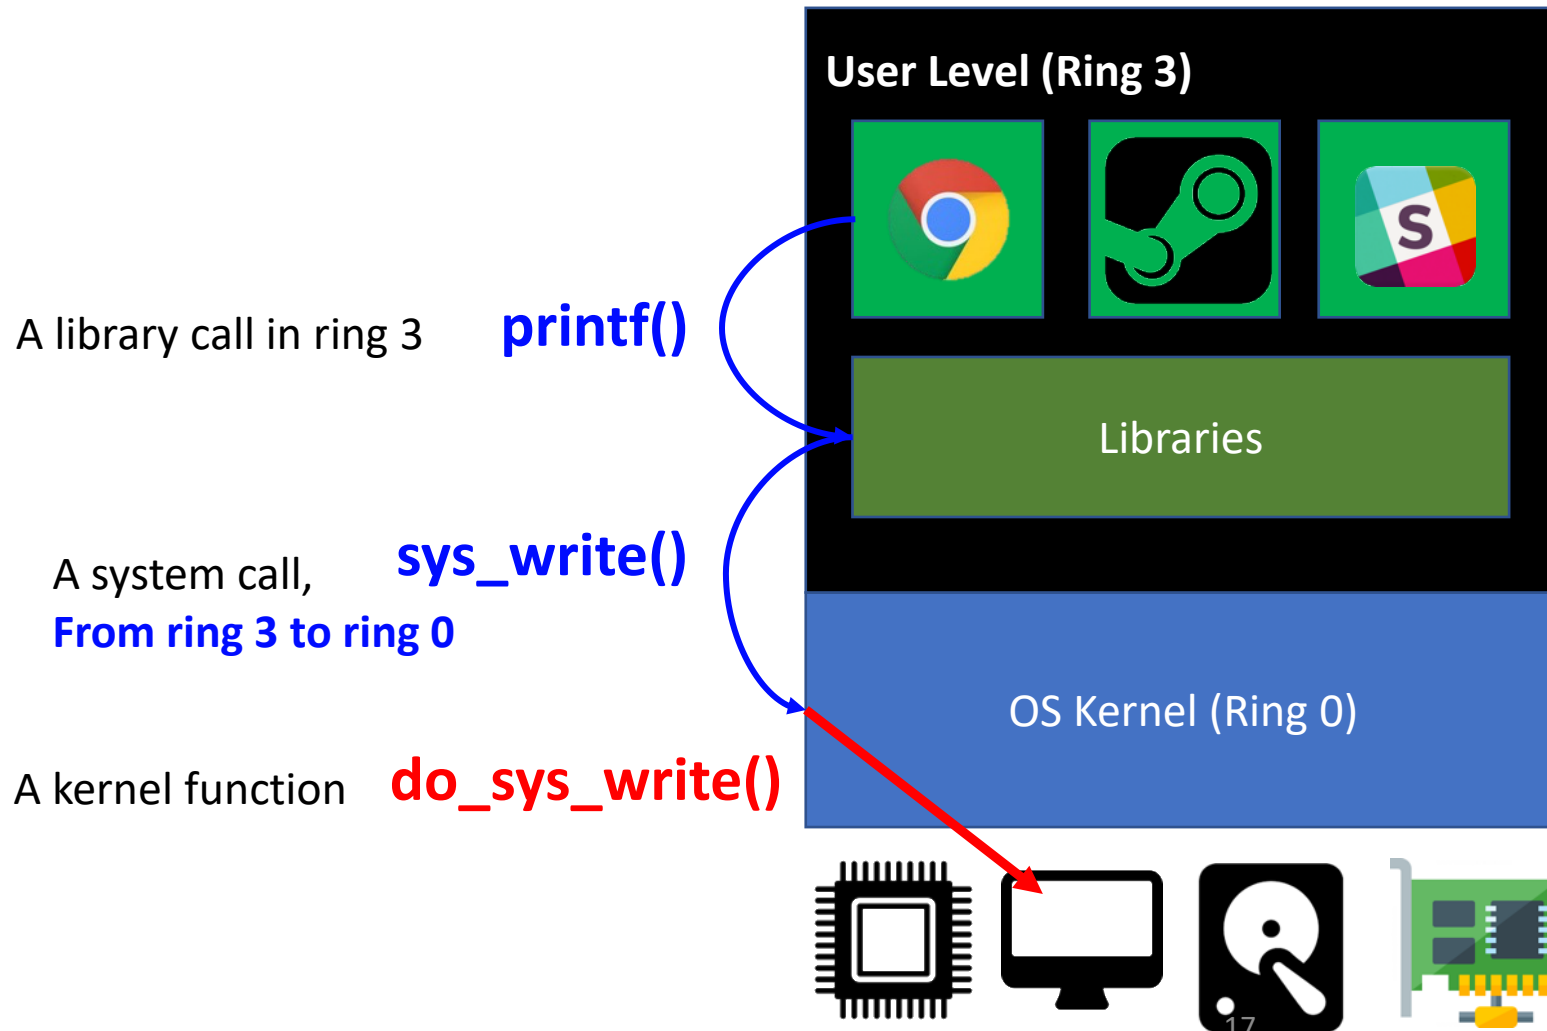 User Level (Ring 3)
S
A library call in ring 3 printf()
Libraries
A system call, sys_write()
From ring 3 to ring 0
OS Kernel (Ring 0)
A kernel function do_sys_write()
17